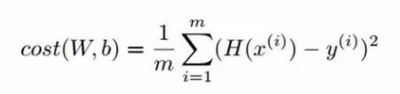 cost(W, b) = \frac{1}{m} \sum_{i=1}^{m} (H(x^{(i)}) - y^{(i)})^2